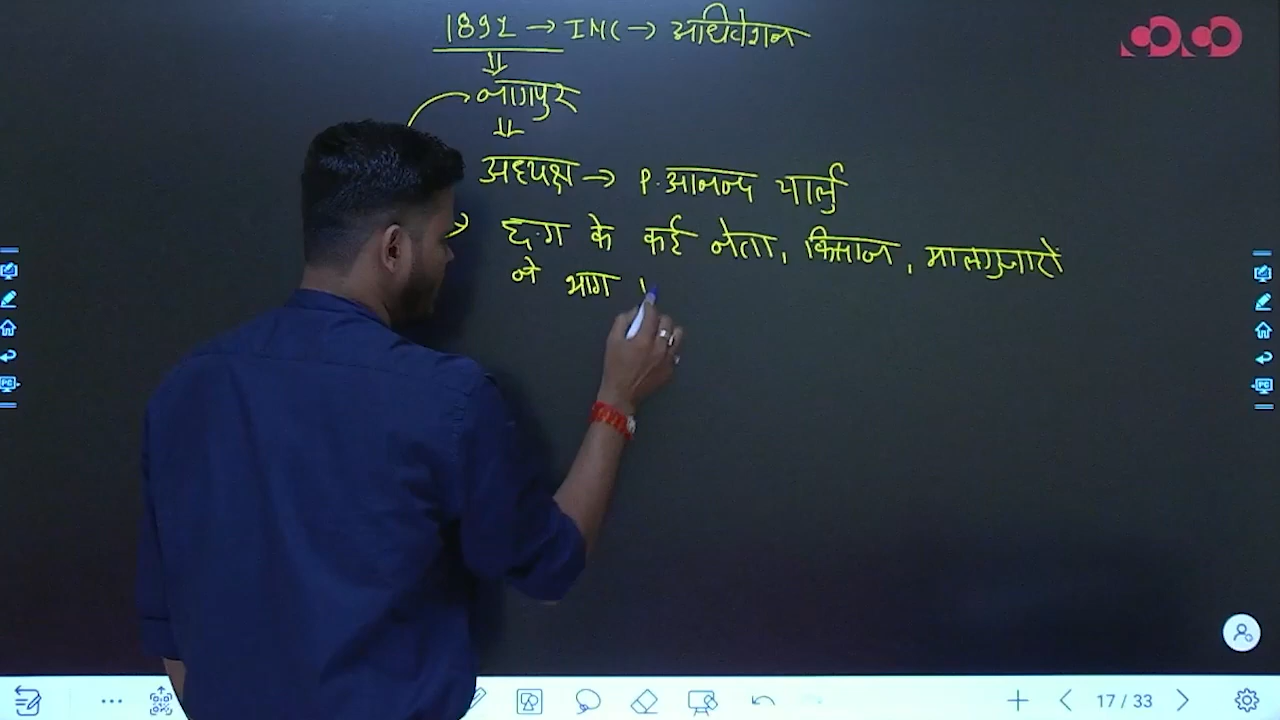 1891 → INC → अधिवेशन
नागपुर
अध्यक्ष → P. आनन्द चार्लु
छ.ग के कई नेता, किसान, मालगुजारो
ने भाग
17 / 33